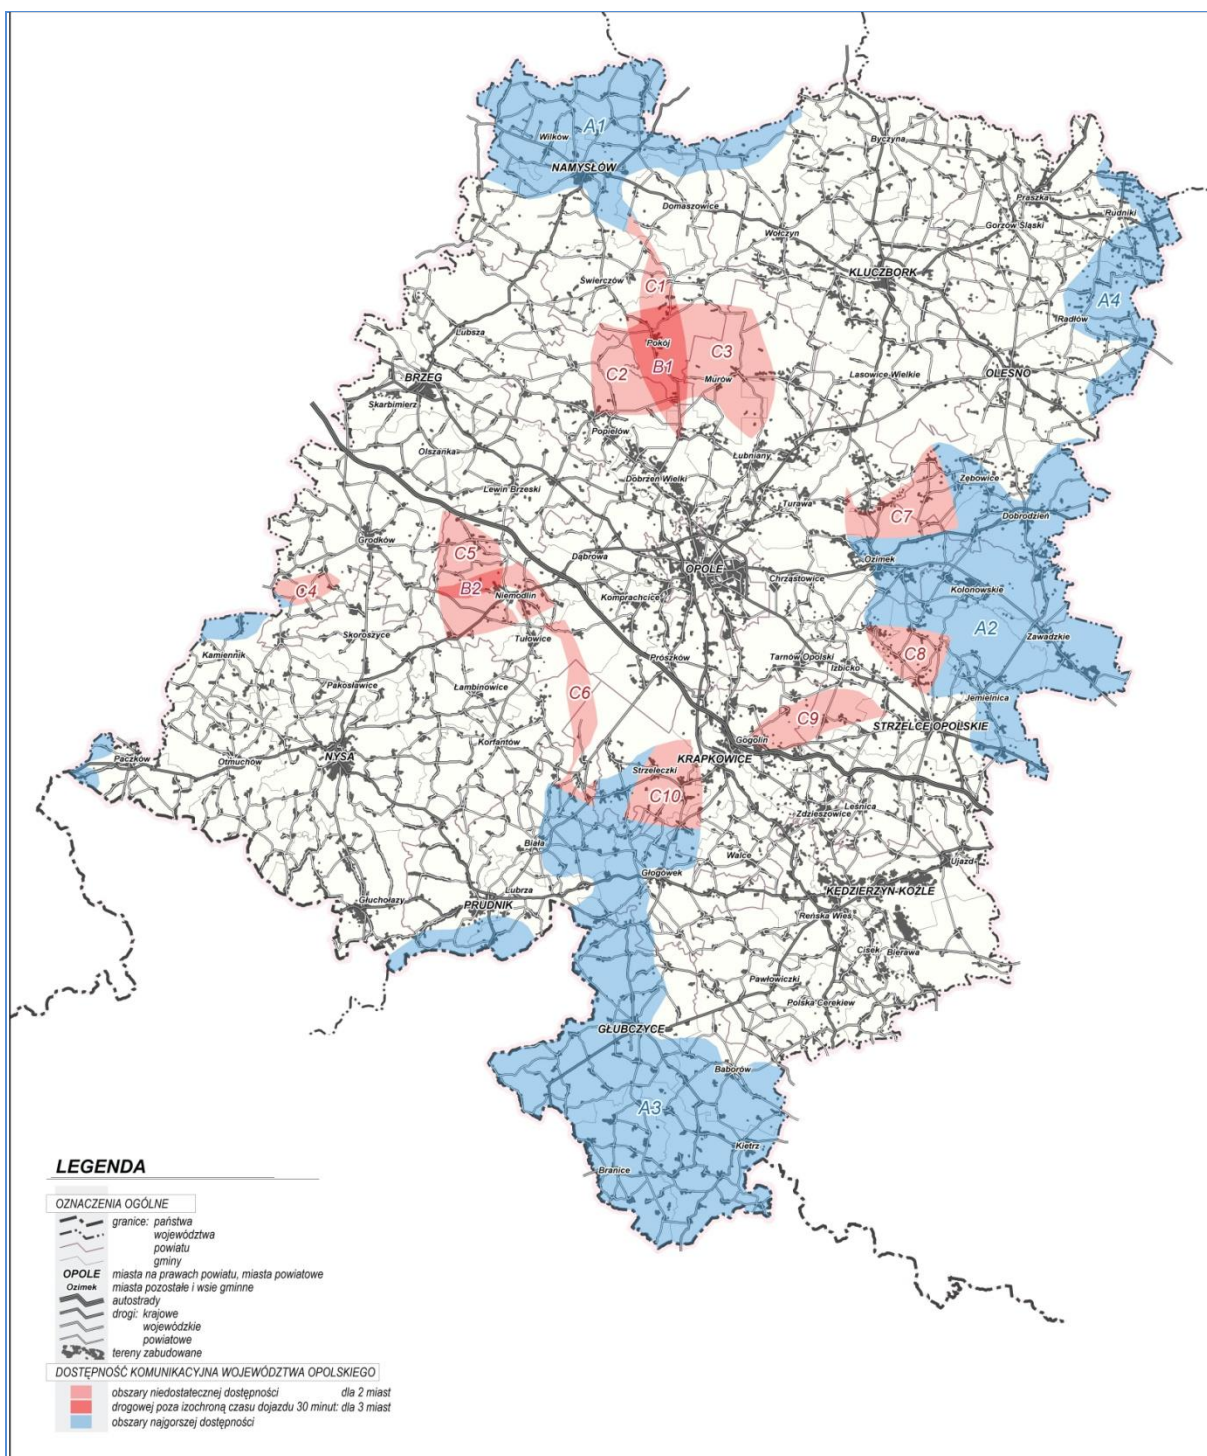 A1
Wilków
NAMYSŁÓW
Byczyna
Domaszowice
Praszka
Rudniki
Gorzów Śląski
Wołczyn
KLUCZBORK
Świerczów
C1
A4
Radłów
Lubsza
Pokój
C3
B1
C2
Murów
Lasowice Wielkie
OLESNO
BRZEG
Skarbimierz
Popielów
Olszanka
Łubniany
Dobrzeń Wielki
Lewin Brzeski
Turawa
Zębowice
C7
Dobrodzień
Grodków
C5
Dąbrowa
OPOLE
Ozimek
Chrząstowice
B2
Niemodlin
Komprachcice
Kolonowskie
C4
A2
Skoroszyce
Tułowice
Zawadzkie
Kamiennik
Prószków
Tarnów Opolski
Izbicko
C8
Pakosławice
Łambinowice
C6
Jemielnica
C9
STRZELCE OPOLSKIE
Korfantów
Gogolin
Paczków
Otmuchów
NYSA
KRAPKOWICE
Strzeleczki
C10
Leśnica
Zdzieszowice
Biała
Walce
Ujazd
Głogówek
KĘDZIERZYN-KOŹLE
Lubrza
PRUDNIK
Głuchołazy
Reńska Wieś
Cisek
Bierawa
Pawłowiczki
Polska Cerekiew
GŁUBCZYCE
Baborów
A3
Kietrz
Branice
LEGENDA
OZNACZENIA OGÓLNE
granice: państwa
województwa
powiatu
gminy
OPOLE miasta na prawach powiatu, miasta powiatowe
Ozimek miasta pozostałe i wsie gminne
autostrady
drogi: krajowe
wojewódzkie
powiatowe
tereny zabudowane
DOSTĘPNOŚĆ KOMUNIKACYJNA WOJEWÓDZTWA OPOLSKIEGO
obszary niedostatecznej dostępności dla 2 miast
drogowej poza izochroną czasu dojazdu 30 minut: dla 3 miast
obszary najgorszej dostępności